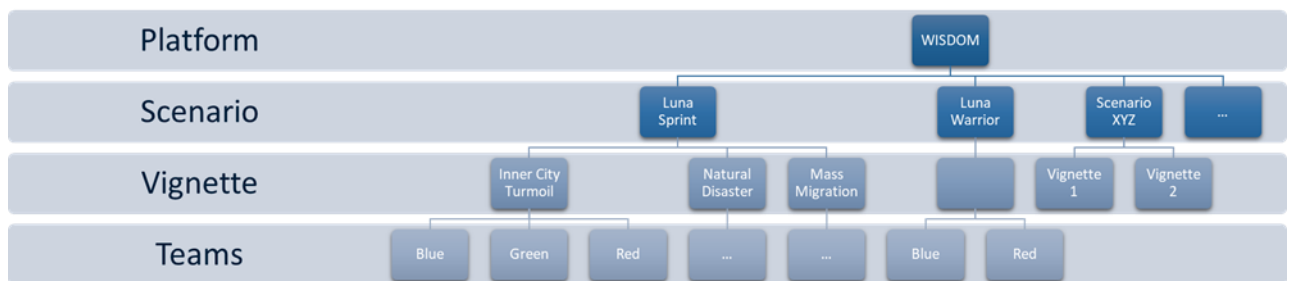 Platform
WISDOM
Scenario
Luna
Sprint
Luna
Warrior
Scenario
XYZ
...
Vignette
Inner City
Turmoil
Natural
Disaster
Mass
Migration
Vignette
1
Vignette
2
Teams
Blue
Green
Red
...
...
Blue
Red